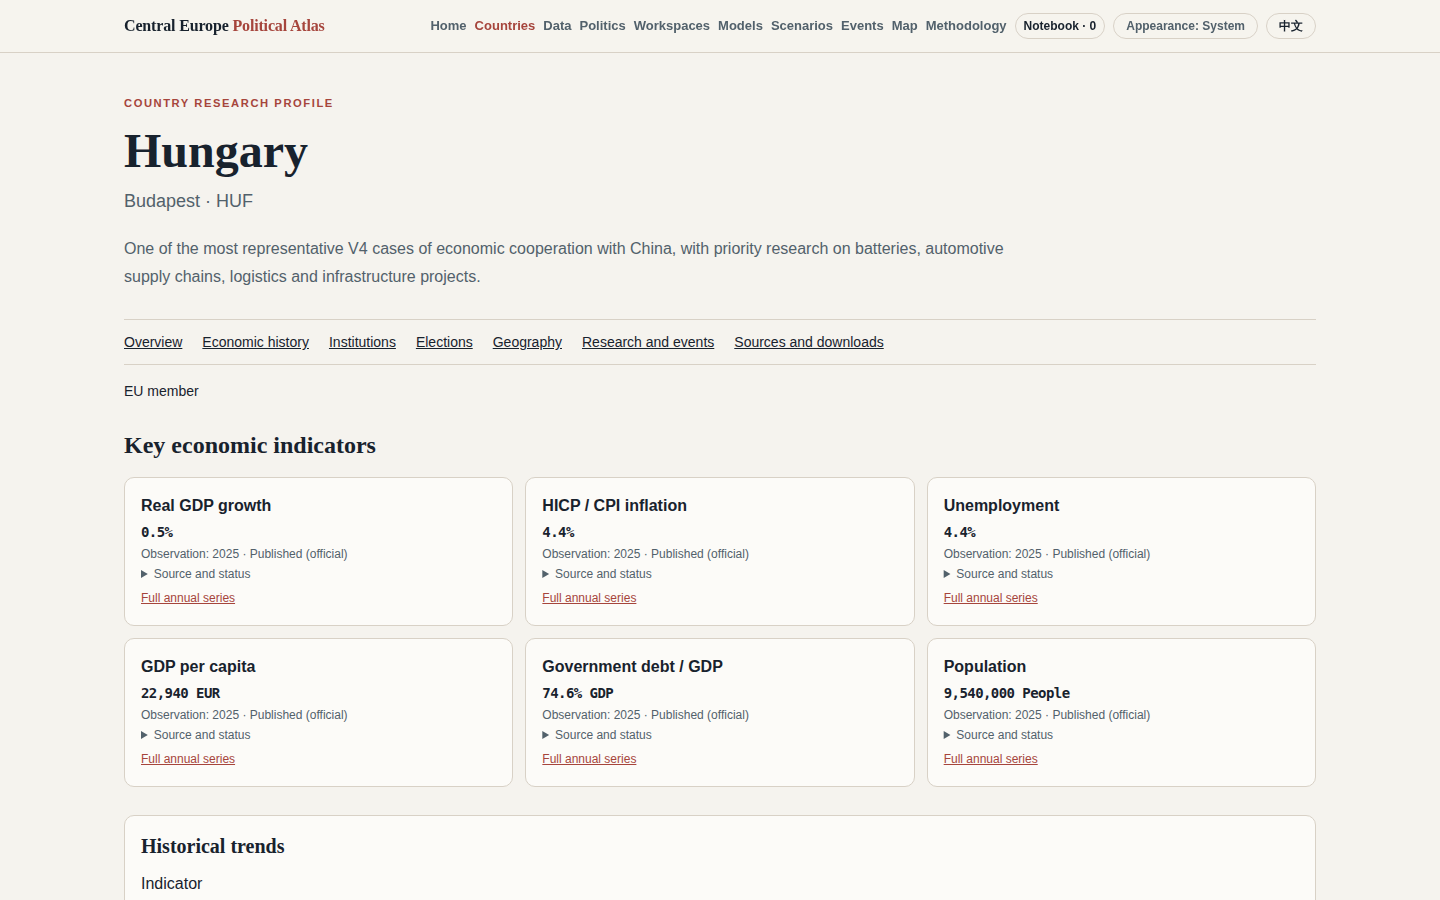 Central Europe Political Atlas
Home Countries Data Politics Workspaces Models Scenarios Events Map Methodology Notebook · 0 Appearance: System 中文
COUNTRY RESEARCH PROFILE
Hungary
Budapest · HUF
One of the most representative V4 cases of economic cooperation with China, with priority research on batteries, automotive
supply chains, logistics and infrastructure projects.
Overview Economic history Institutions Elections Geography Research and events Sources and downloads
EU member
Key economic indicators
Real GDP growth
0.5%
Observation: 2025 · Published (official)
Source and status
Full annual series
HICP / CPI inflation
4.4%
Observation: 2025 · Published (official)
Source and status
Full annual series
Unemployment
4.4%
Observation: 2025 · Published (official)
Source and status
Full annual series
GDP per capita
22,940 EUR
Observation: 2025 · Published (official)
Source and status
Full annual series
Government debt / GDP
74.6% GDP
Observation: 2025 · Published (official)
Source and status
Full annual series
Population
9,540,000 People
Observation: 2025 · Published (official)
Source and status
Full annual series
Historical trends
Indicator